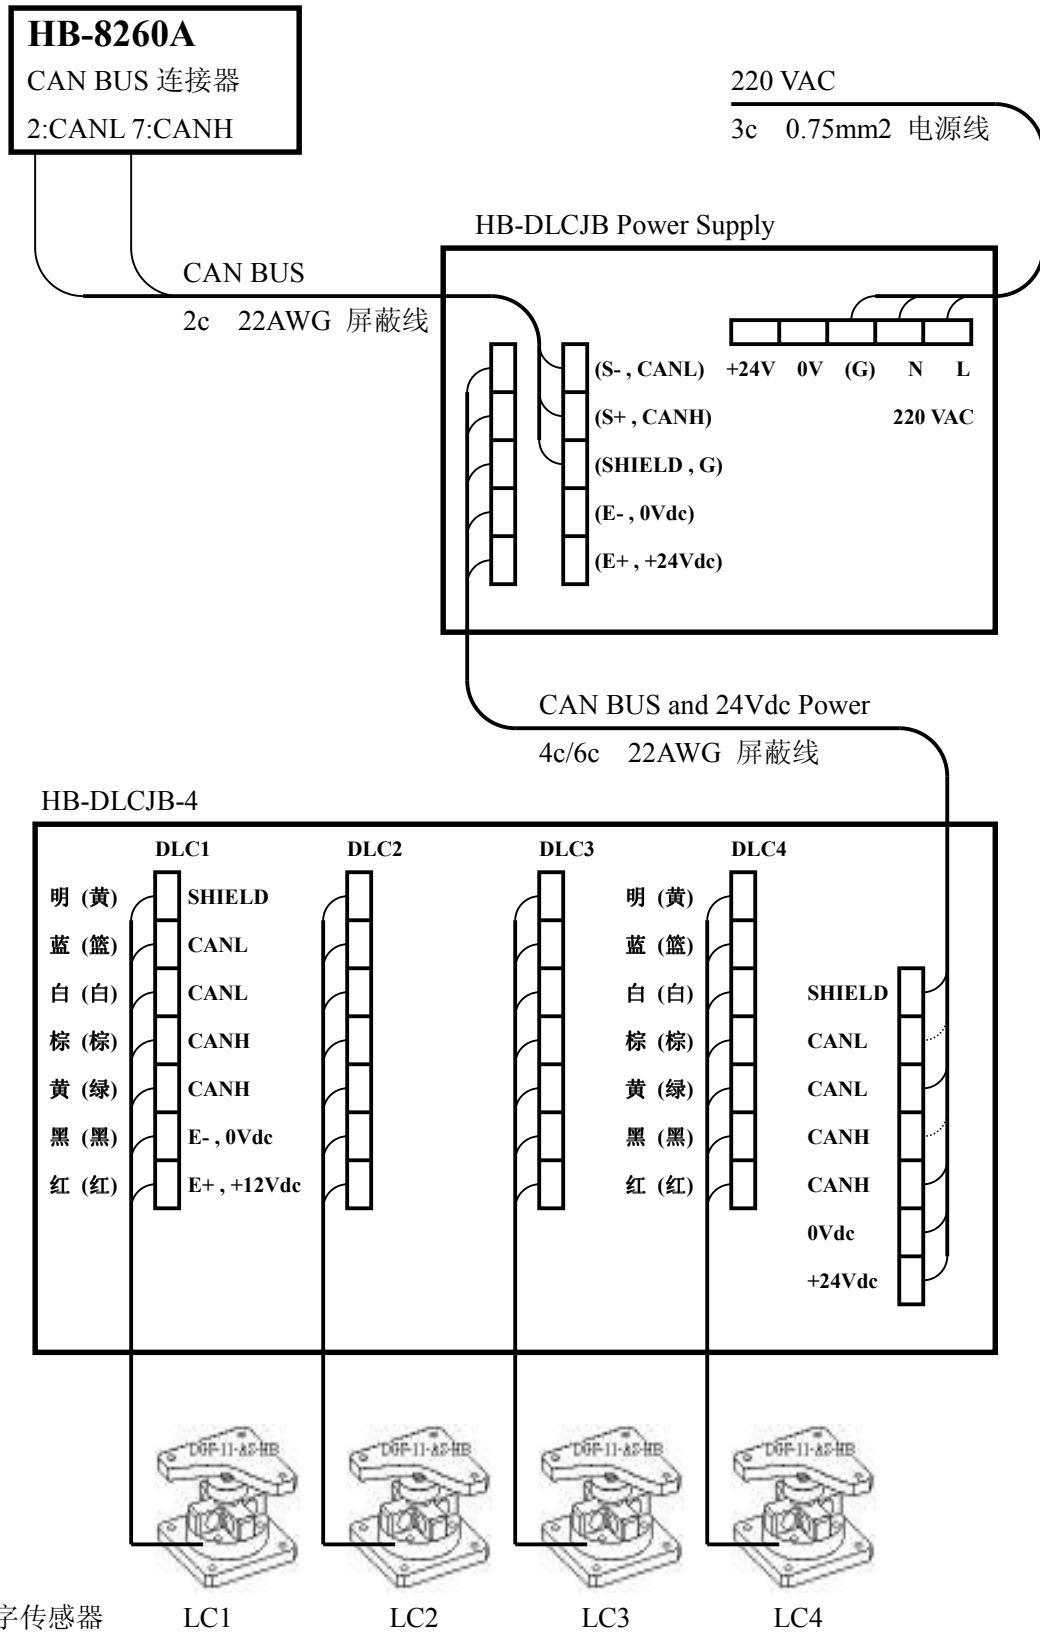 HB-8260A
CAN BUS 连接器
2:CANL 7:CANH
220 VAC
3c 0.75mm2 电源线
HB-DLCJB Power Supply
CAN BUS
2c 22AWG 屏蔽线
(S- , CANL)
(S+ , CANH)
(SHIELD , G)
(E- , 0Vdc)
(E+ , +24Vdc)
+24V 0V (G) N L
220 VAC
CAN BUS and 24Vdc Power
4c/6c 22AWG 屏蔽线
HB-DLCJB-4
DLC1 DLC2 DLC3 DLC4
明 (黄) SHIELD 明 (黄)
蓝 (篮) CANL 蓝 (篮)
白 (白) CANL 白 (白)
棕 (棕) CANH 棕 (棕)
黄 (绿) CANH 黄 (绿)
黑 (黑) E- , 0Vdc 黑 (黑)
红 (红) E+ , +12Vdc 红 (红)
SHIELD
CANL
CANL
CANH
CANH
0Vdc
+24Vdc
DGF-11-AS-HB DGF-11-AS-HB DGF-11-AS-HB DGF-11-AS-HB
字传感器 LC1 LC2 LC3 LC4